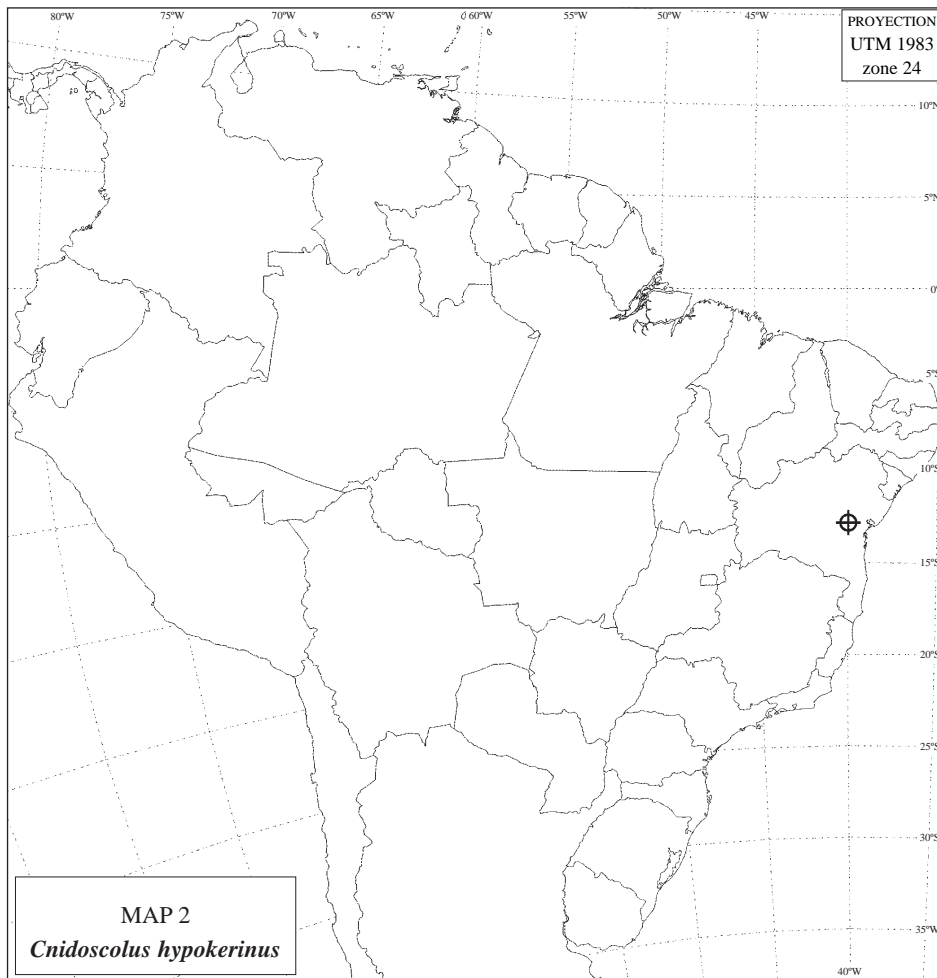 80ºW 75ºW 70ºW 65ºW 60ºW 55ºW 50ºW 45ºW
PROYECTION
UTM 1983
zone 24
10ºN
5ºN
0º
5ºS
10ºS
15ºS
20ºS
25ºS
30ºS
35ºS
40ºW
MAP 2
Cnidoscolus hypokerinus